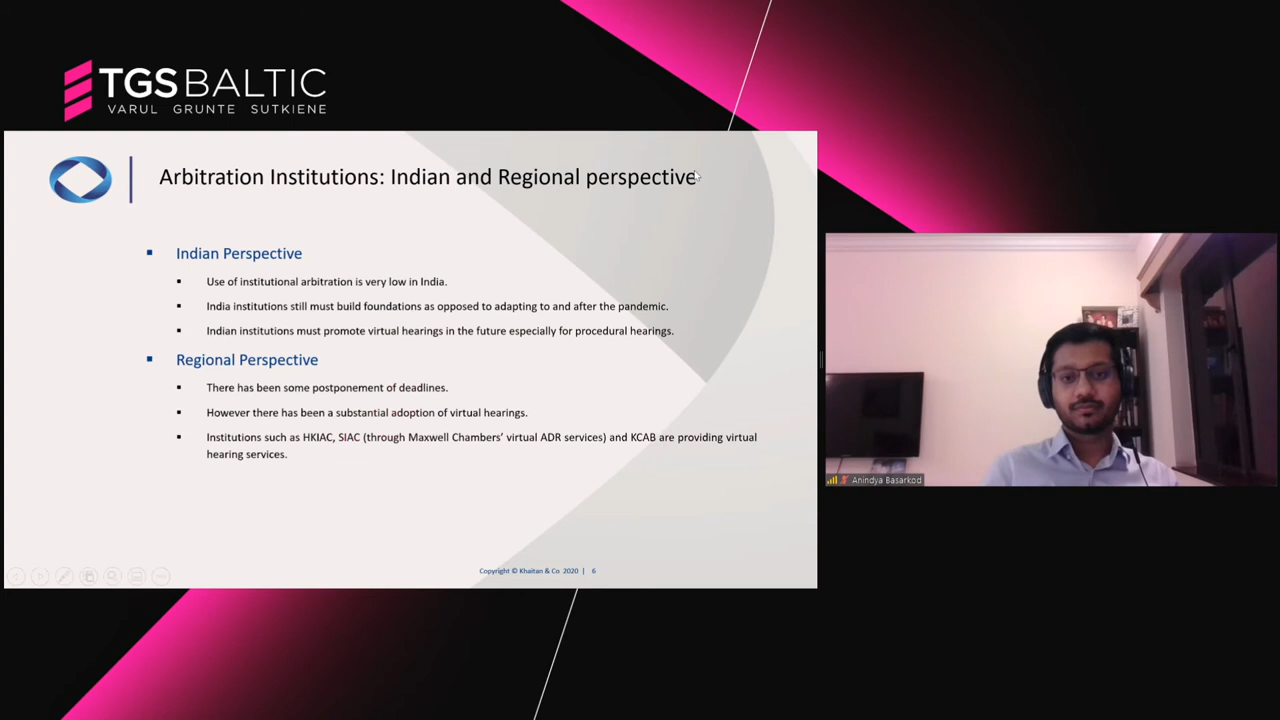 TGS BALTIC
VARUL GRUNTE SUTKIENE
Arbitration Institutions: Indian and Regional perspective
Indian Perspective
Use of institutional arbitration is very low in India.
India institutions still must build foundations as opposed to adapting to and after the pandemic.
Indian institutions must promote virtual hearings in the future especially for procedural hearings.
Regional Perspective
There has been some postponement of deadlines.
However there has been a substantial adoption of virtual hearings.
Institutions such as HKIAC, SIAC (through Maxwell Chambers' virtual ADR services) and KCAB are providing virtual
hearing services.
Copyright © Khaitan & Co 2020 | 6
Anindya Basarkod